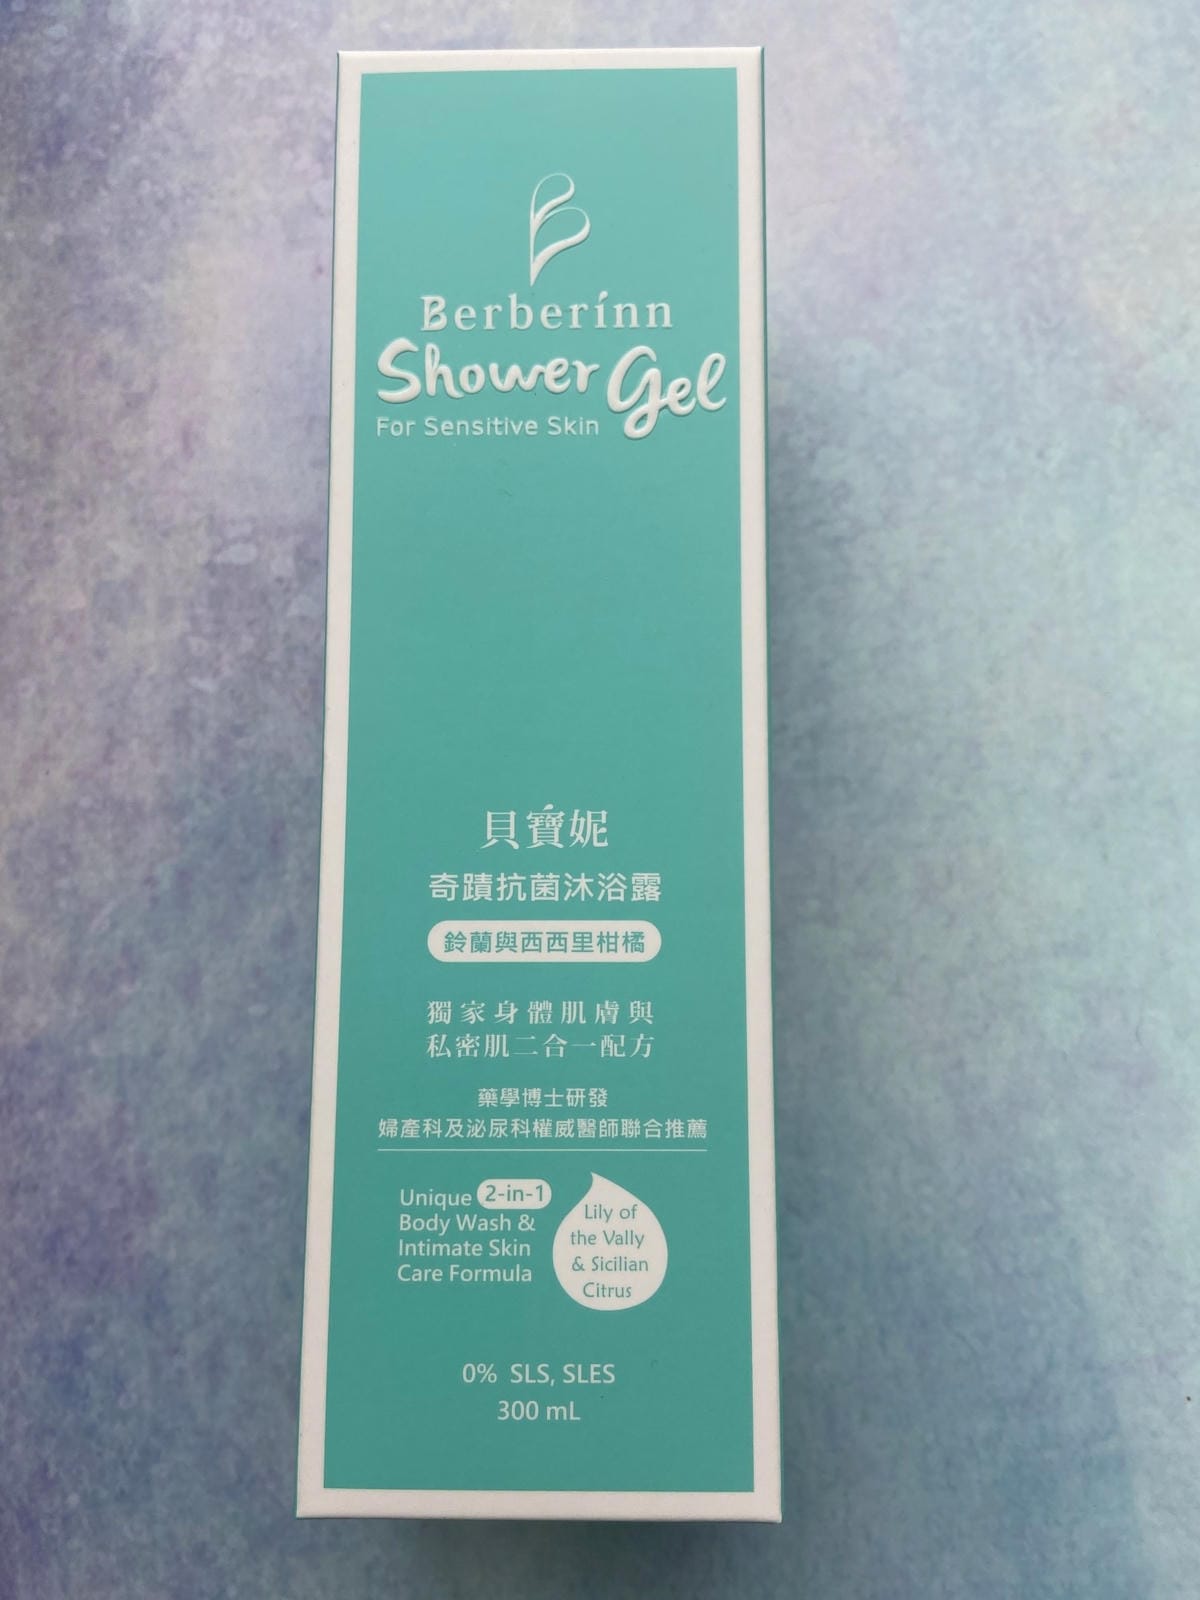 Berberinn
Shower Gel
For Sensitive Skin
貝寶妮
奇蹟抗菌沐浴露
鈴蘭與西西里柑橘
獨家身體肌膚與
私密肌二合一配方
藥學博士研發
婦產科及泌尿科權威醫師聯合推薦
Unique 2-in-1
Body Wash &
Intimate Skin
Care Formula
Lily of
the Vally
& Sicilian
Citrus
0% SLS, SLES
300 mL